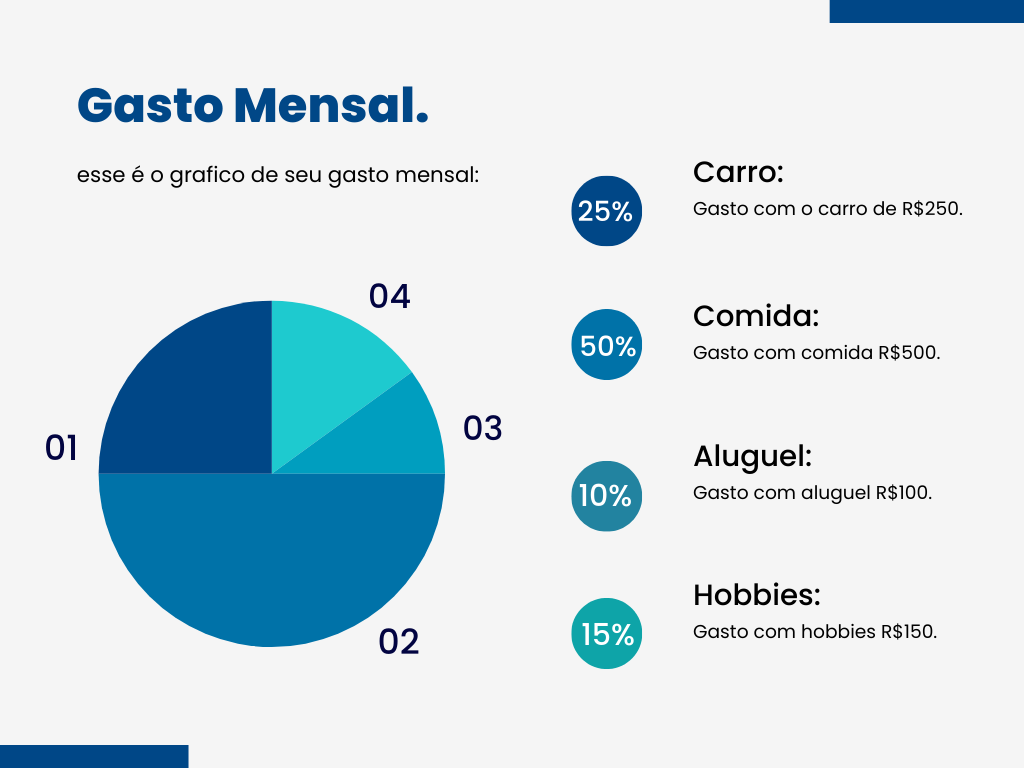 Gasto Mensal.
esse é o grafico de seu gasto mensal:
04
03
01
02
25%
Carro:
Gasto com o carro de R$250.
50%
Comida:
Gasto com comida R$500.
10%
Aluguel:
Gasto com aluguel R$100.
15%
Hobbies:
Gasto com hobbies R$150.